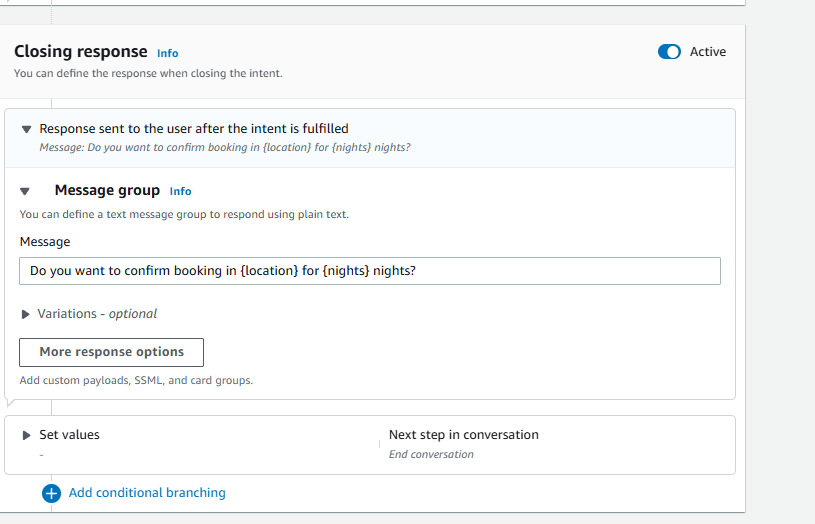 Closing response Info
Active
You can define the response when closing the intent.
Response sent to the user after the intent is fulfilled
Message: Do you want to confirm booking in {location} for {nights} nights?
Message group Info
You can define a text message group to respond using plain text.
Message
Do you want to confirm booking in {location} for {nights} nights?
Variations - optional
More response options
Add custom payloads, SSML, and card groups.
Set values
-
Next step in conversation
End conversation
Add conditional branching